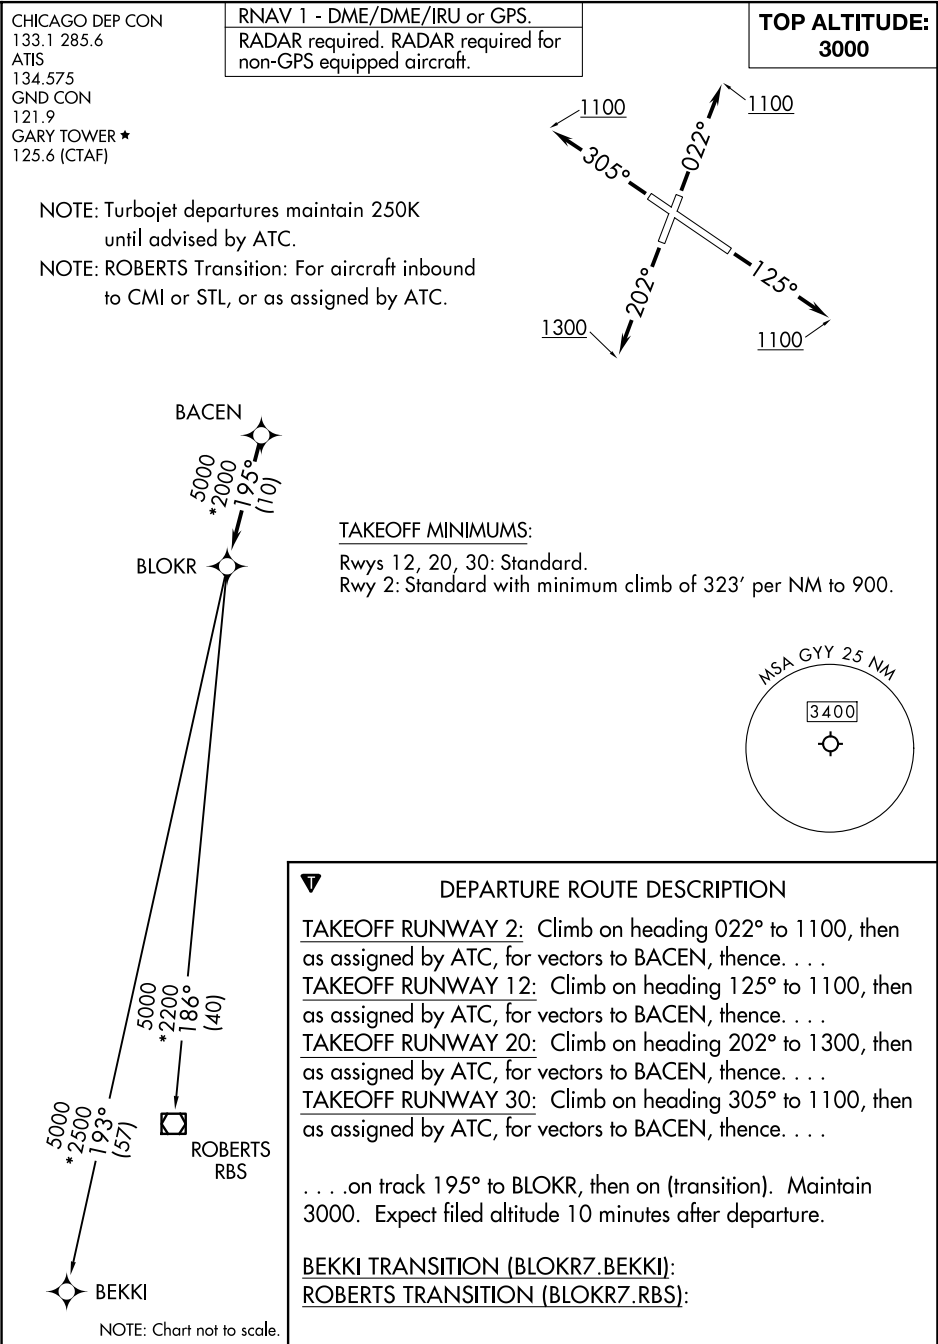 CHICAGO DEP CON
133.1 285.6
ATIS
134.575
GND CON
121.9
GARY TOWER ★
125.6 (CTAF)
RNAV 1 - DME/DME/IRU or GPS.
RADAR required. RADAR required for
non-GPS equipped aircraft.
TOP ALTITUDE:
3000
NOTE: Turbojet departures maintain 250K
until advised by ATC.
NOTE: ROBERTS Transition: For aircraft inbound
to CMI or STL, or as assigned by ATC.
1100
1100
305°
022°
202°
125°
1300
1100
BACEN
5000
*2000
195°
(10)
BLOKR
TAKEOFF MINIMUMS:
Rwys 12, 20, 30: Standard.
Rwy 2: Standard with minimum climb of 323' per NM to 900.
MSA GYY 25 NM
3400
5000
*2200
186°
(40)
5000
*2500
193°
(57)
ROBERTS
RBS
BEKKI
NOTE: Chart not to scale.
T
DEPARTURE ROUTE DESCRIPTION
TAKEOFF RUNWAY 2: Climb on heading 022° to 1100, then
as assigned by ATC, for vectors to BACEN, thence. . . .
TAKEOFF RUNWAY 12: Climb on heading 125° to 1100, then
as assigned by ATC, for vectors to BACEN, thence. . . .
TAKEOFF RUNWAY 20: Climb on heading 202° to 1300, then
as assigned by ATC, for vectors to BACEN, thence. . . .
TAKEOFF RUNWAY 30: Climb on heading 305° to 1100, then
as assigned by ATC, for vectors to BACEN, thence. . . .
. . . .on track 195° to BLOKR, then on (transition). Maintain
3000. Expect filed altitude 10 minutes after departure.
BEKKI TRANSITION (BLOKR7.BEKKI):
ROBERTS TRANSITION (BLOKR7.RBS):